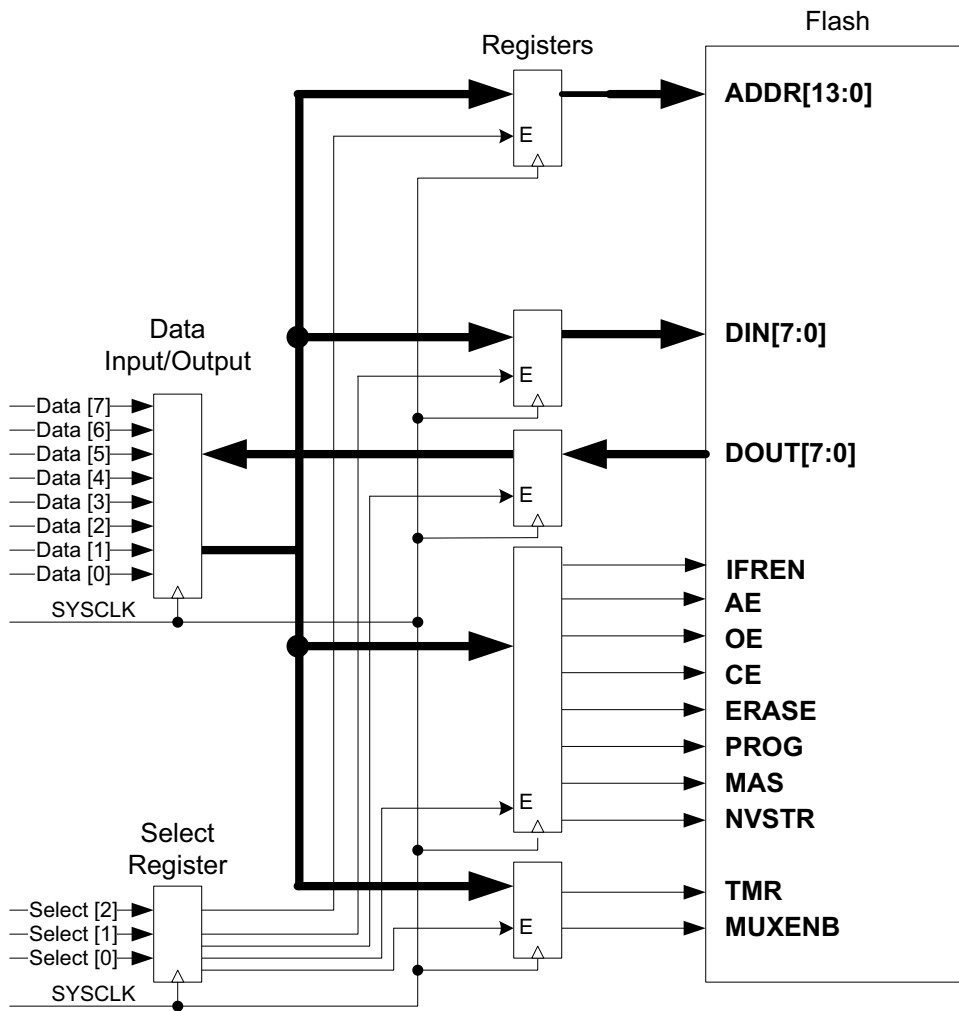 Flash
Registers
ADDR[13:0]
E
Data
Input/Output
DIN[7:0]
E
Data [7]
Data [6]
Data [5]
Data [4]
Data [3]
Data [2]
Data [1]
Data [0]
DOUT[7:0]
E
SYSCLK
IFREN
AE
OE
CE
ERASE
PROG
MAS
NVSTR
E
Select
Register
Select [2]
Select [1]
Select [0]
TMR
MUXENB
E
SYSCLK